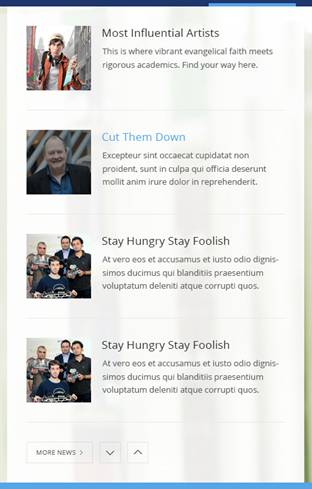 Most Influential Artists
This is where vibrant evangelical faith meets
rigorous academics. Find your way here.
Cut Them Down
Excepteur sint occaecat cupidatat non
proident, sunt in culpa qui officia deserunt
mollit anim irure dolor in reprehenderit.
Stay Hungry Stay Foolish
At vero eos et accusamus et iusto odio dignis-
simos ducimus qui blanditiis praesentium
voluptatum deleniti atque corrupti quos.
Stay Hungry Stay Foolish
At vero eos et accusamus et iusto odio dignis-
simos ducimus qui blanditiis praesentium
voluptatum deleniti atque corrupti quos.
MORE NEWS >